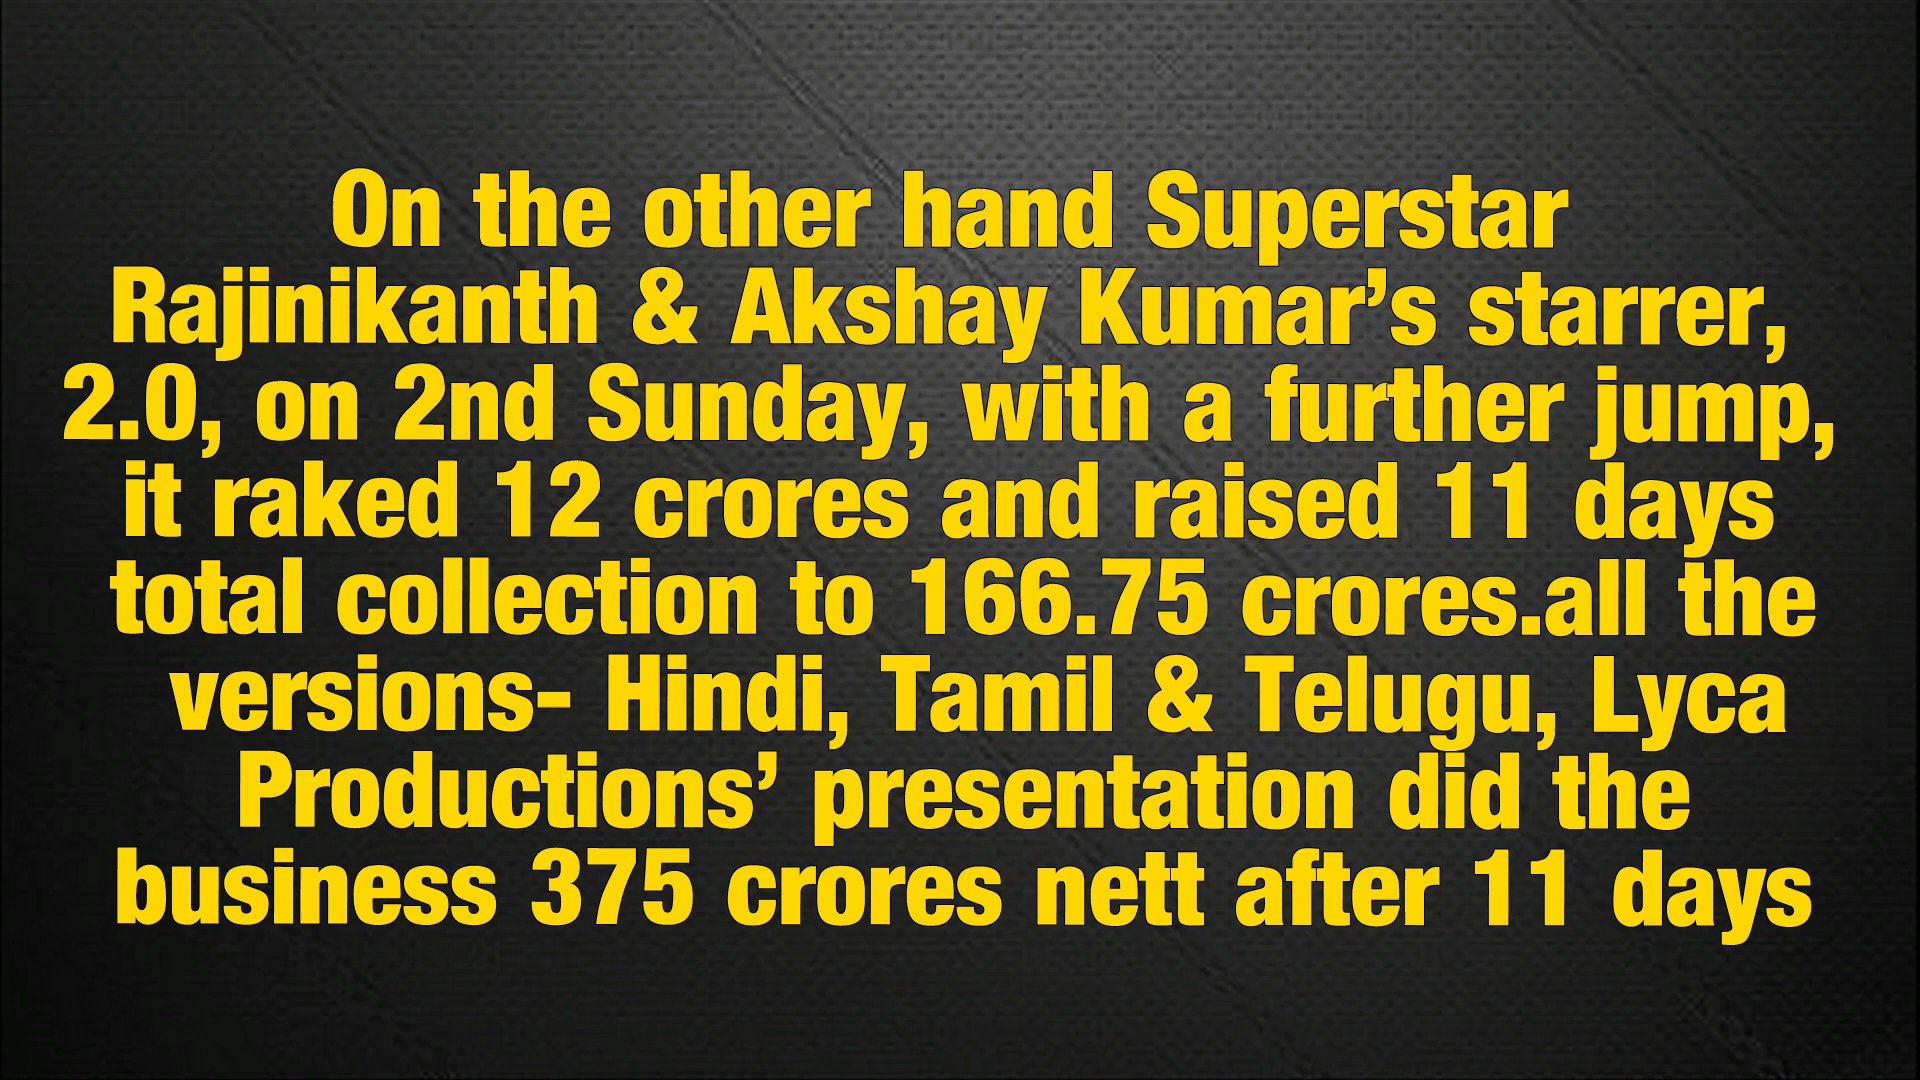 On the other hand Superstar
Rajinikanth & Akshay Kumar’s starrer,
2.0, on 2nd Sunday, with a further jump,
it raked 12 crores and raised 11 days
total collection to 166.75 crores.all the
versions- Hindi, Tamil & Telugu, Lyca
Productions’ presentation did the
business 375 crores nett after 11 days